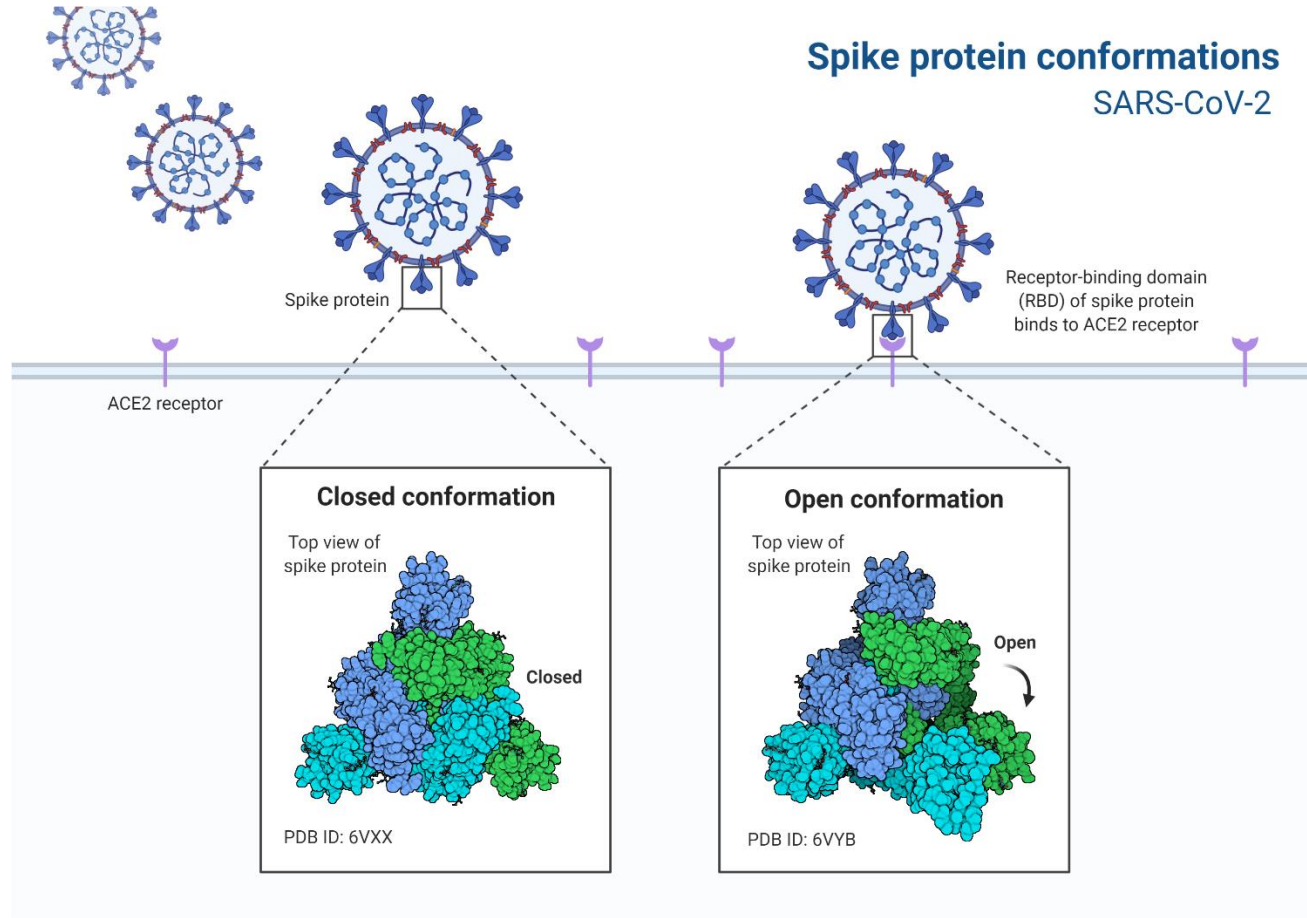 Spike protein conformations
SARS-CoV-2
Spike protein
Receptor-binding domain
(RBD) of spike protein
binds to ACE2 receptor
ACE2 receptor
Closed conformation
Top view of
spike protein
Closed
PDB ID: 6VXX
Open conformation
Top view of
spike protein
Open
PDB ID: 6VYB